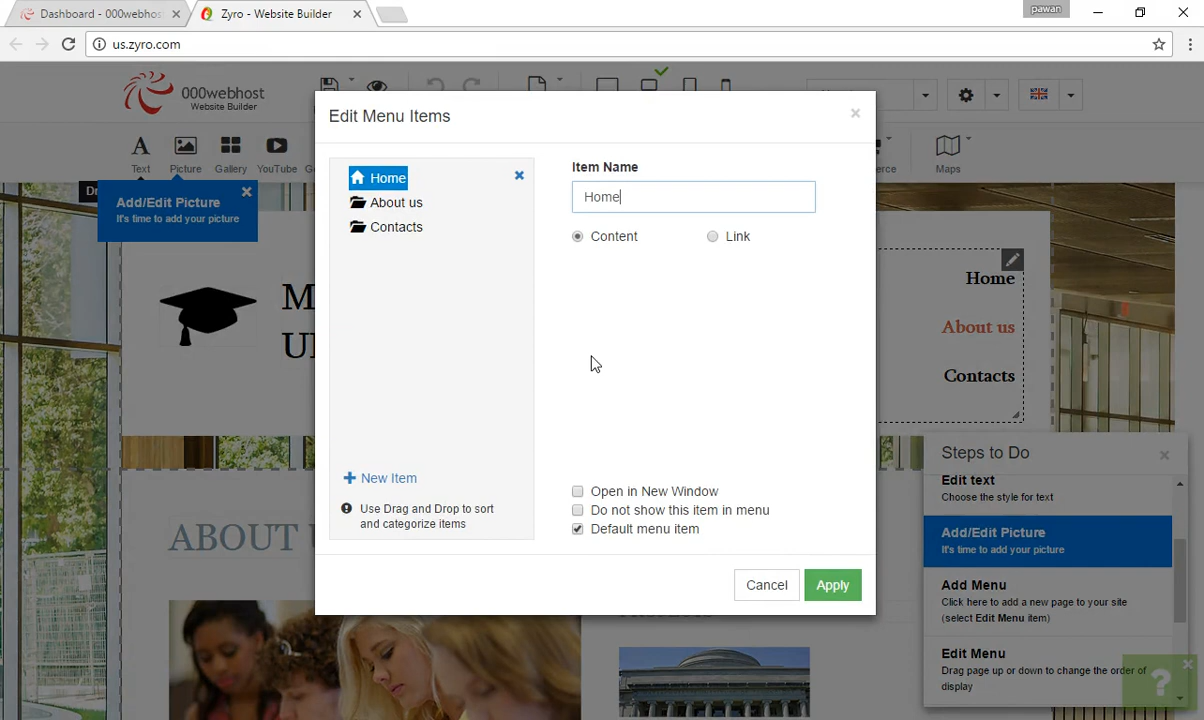 Dashboard - 000webhos
Zyro - Website Builder
pawan
us.zyro.com
000webhost
Website Builder
Text
Picture
Gallery
YouTube
Maps
Add/Edit Picture
It's time to add your picture
Edit Menu Items
Home
About us
Contacts
New Item
Use Drag and Drop to sort
and categorize items
Item Name
Home
Content
Link
Open in New Window
Do not show this item in menu
Default menu item
Cancel
Apply
Home
About us
Contacts
ABOUT
Steps to Do
Edit text
Choose the style for text
Add/Edit Picture
It's time to add your picture
Add Menu
Click here to add a new page to your site
(select Edit Menu item)
Edit Menu
Drag page up or down to change the order of
display
?